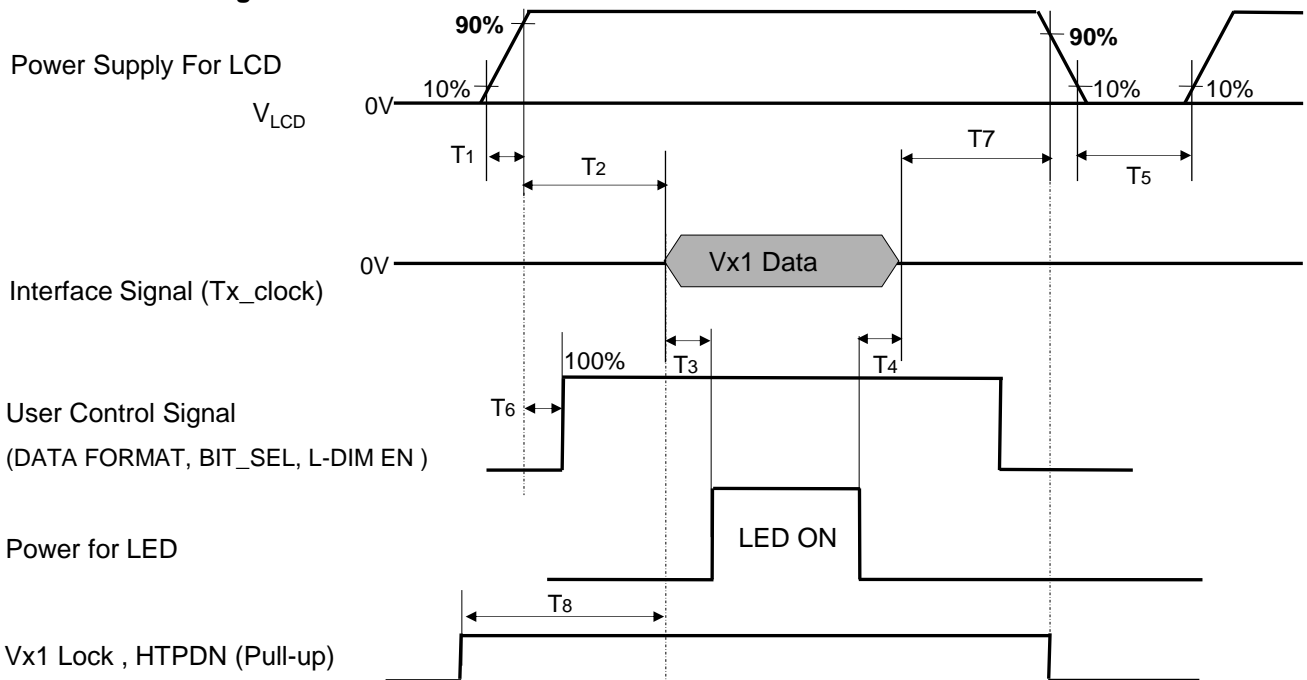 90%
90%
Power Supply For LCD
10%
10%
10%
VLCD
0V
T1
T2
T7
T5
0V
Vx1 Data
Interface Signal (Tx_clock)
100%
T3
T4
T6
User Control Signal
(DATA FORMAT, BIT_SEL, L-DIM EN )
LED ON
Power for LED
T8
Vx1 Lock , HTPDN (Pull-up)